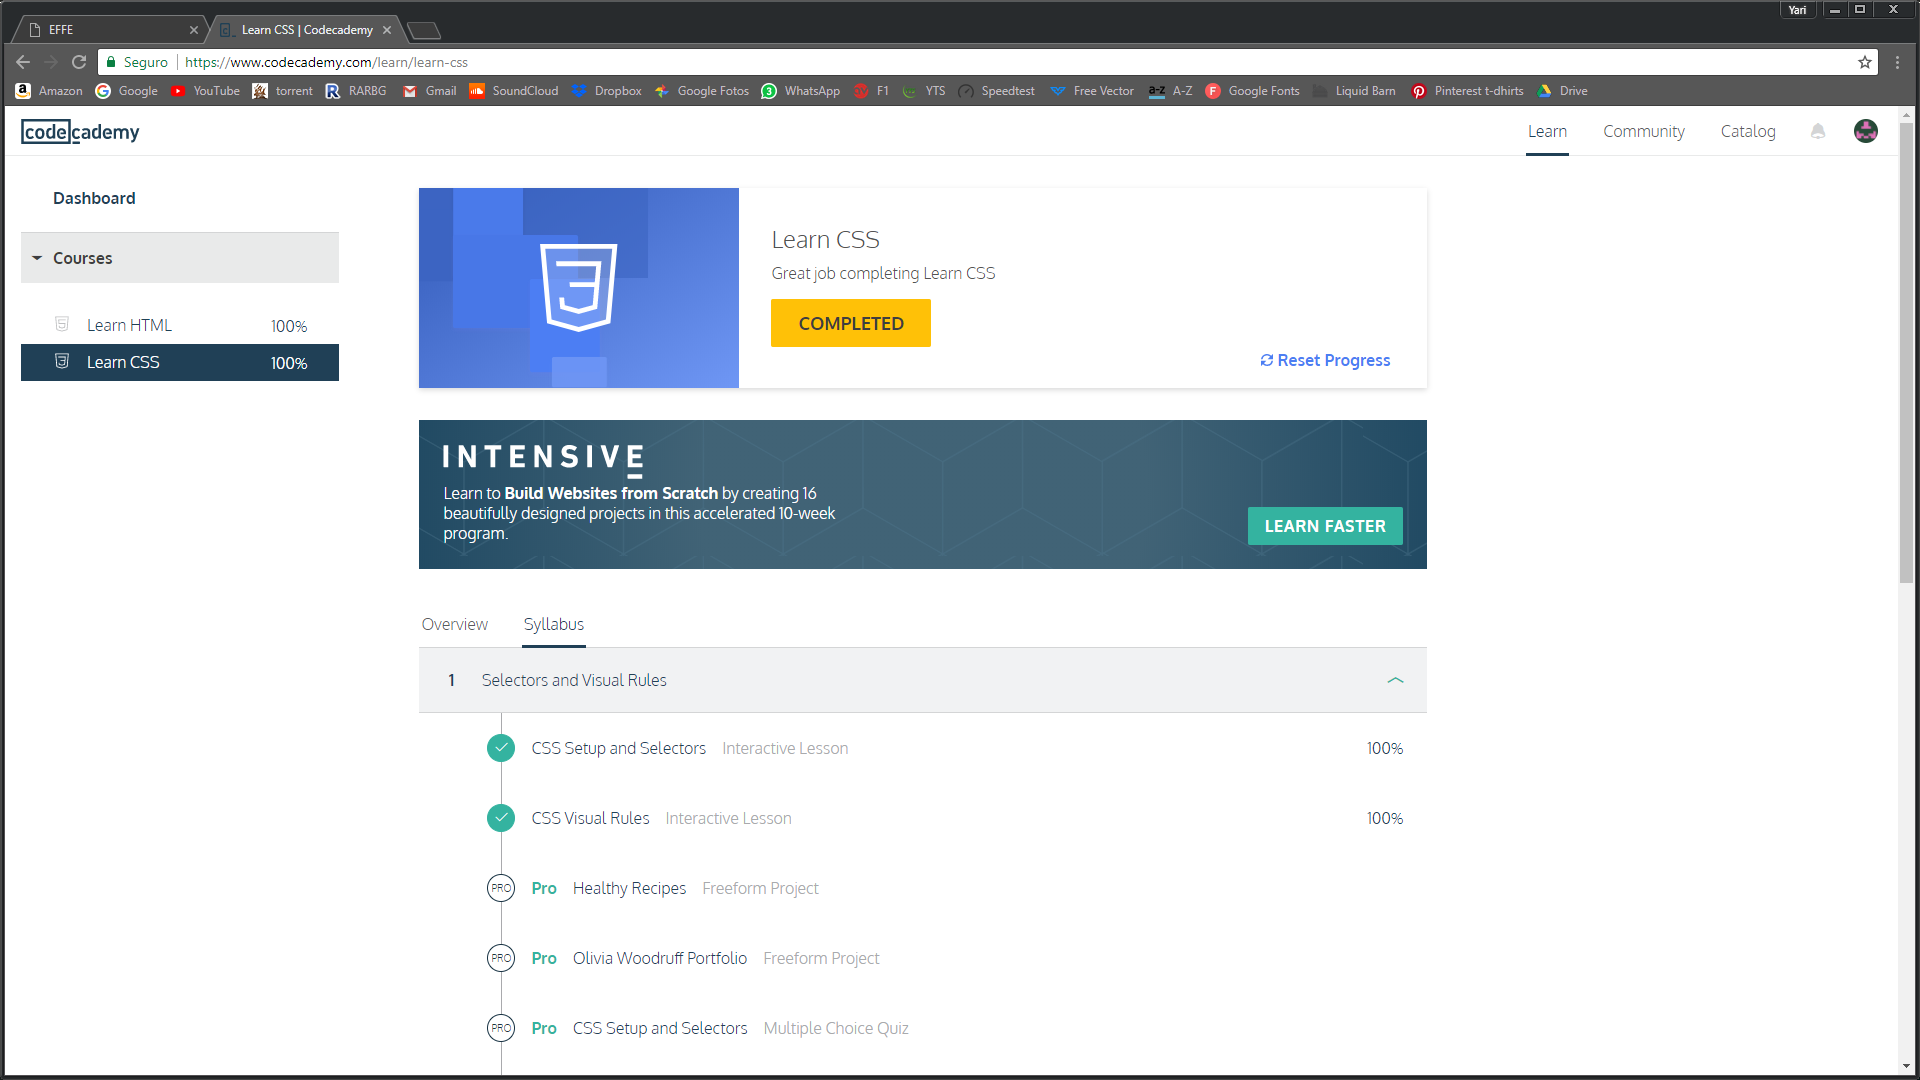 Yari
EFFE
Learn CSS | Codecademy
Seguro
https://www.codecademy.com/learn/learn-css
Amazon Google YouTube torrent RARBG Gmail SoundCloud Dropbox Google Fotos WhatsApp F1 YTS Speedtest Free Vector A-Z Google Fonts Liquid Barn Pinterest t-dhirts Drive
codecademy
Learn Community Catalog
Dashboard
Courses
Learn HTML 100%
Learn CSS 100%
Learn CSS
Great job completing Learn CSS
COMPLETED
Reset Progress
INTENSIVE
Learn to Build Websites from Scratch by creating 16
beautifully designed projects in this accelerated 10-week
program.
LEARN FASTER
Overview Syllabus
1 Selectors and Visual Rules
CSS Setup and Selectors Interactive Lesson 100%
CSS Visual Rules Interactive Lesson 100%
PRO Pro Healthy Recipes Freeform Project
PRO Pro Olivia Woodruff Portfolio Freeform Project
PRO Pro CSS Setup and Selectors Multiple Choice Quiz